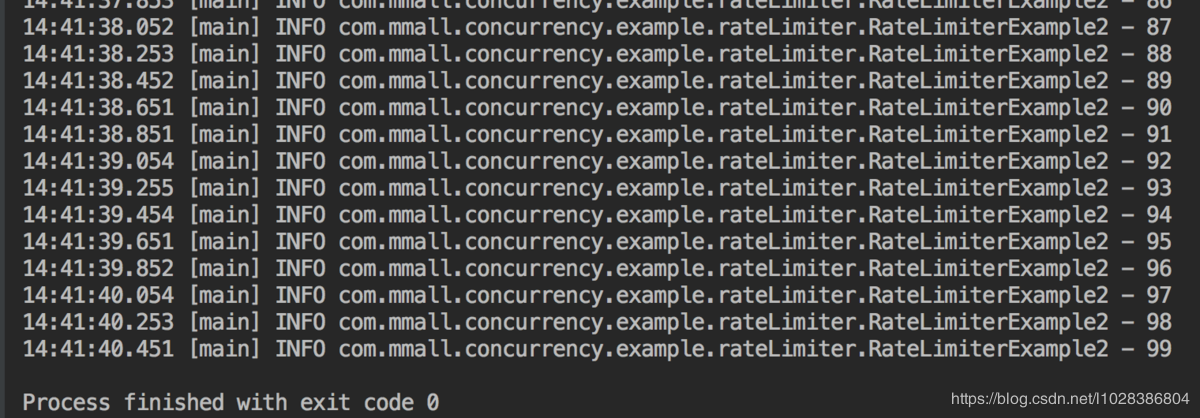 14:41:37.853 [main] INFO com.mmall.concurrency.example.rateLimiter.RateLimiterExample2 - 86
14:41:38.052 [main] INFO com.mmall.concurrency.example.rateLimiter.RateLimiterExample2 - 87
14:41:38.253 [main] INFO com.mmall.concurrency.example.rateLimiter.RateLimiterExample2 - 88
14:41:38.452 [main] INFO com.mmall.concurrency.example.rateLimiter.RateLimiterExample2 - 89
14:41:38.651 [main] INFO com.mmall.concurrency.example.rateLimiter.RateLimiterExample2 - 90
14:41:38.851 [main] INFO com.mmall.concurrency.example.rateLimiter.RateLimiterExample2 - 91
14:41:39.054 [main] INFO com.mmall.concurrency.example.rateLimiter.RateLimiterExample2 - 92
14:41:39.255 [main] INFO com.mmall.concurrency.example.rateLimiter.RateLimiterExample2 - 93
14:41:39.454 [main] INFO com.mmall.concurrency.example.rateLimiter.RateLimiterExample2 - 94
14:41:39.651 [main] INFO com.mmall.concurrency.example.rateLimiter.RateLimiterExample2 - 95
14:41:39.852 [main] INFO com.mmall.concurrency.example.rateLimiter.RateLimiterExample2 - 96
14:41:40.054 [main] INFO com.mmall.concurrency.example.rateLimiter.RateLimiterExample2 - 97
14:41:40.253 [main] INFO com.mmall.concurrency.example.rateLimiter.RateLimiterExample2 - 98
14:41:40.451 [main] INFO com.mmall.concurrency.example.rateLimiter.RateLimiterExample2 - 99
Process finished with exit code 0
https://blog.csdn.net/l1028386804